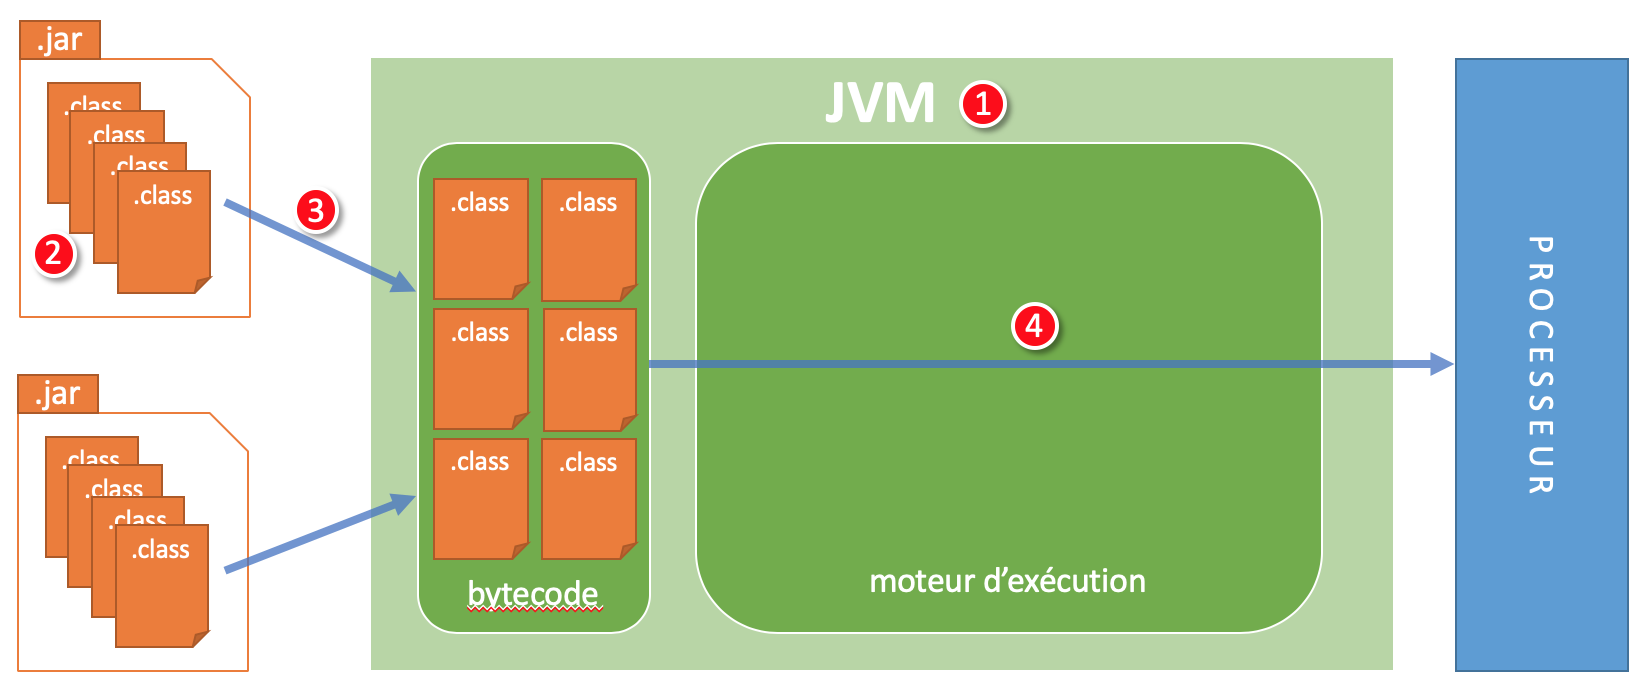 .jar
.class
.class
.class
.class
2
3
.jar
.class
.class
.class
.class
JVM 1
.class .class
.class .class
.class .class
bytecode
4
moteur d’exécution
PROCESSEUR